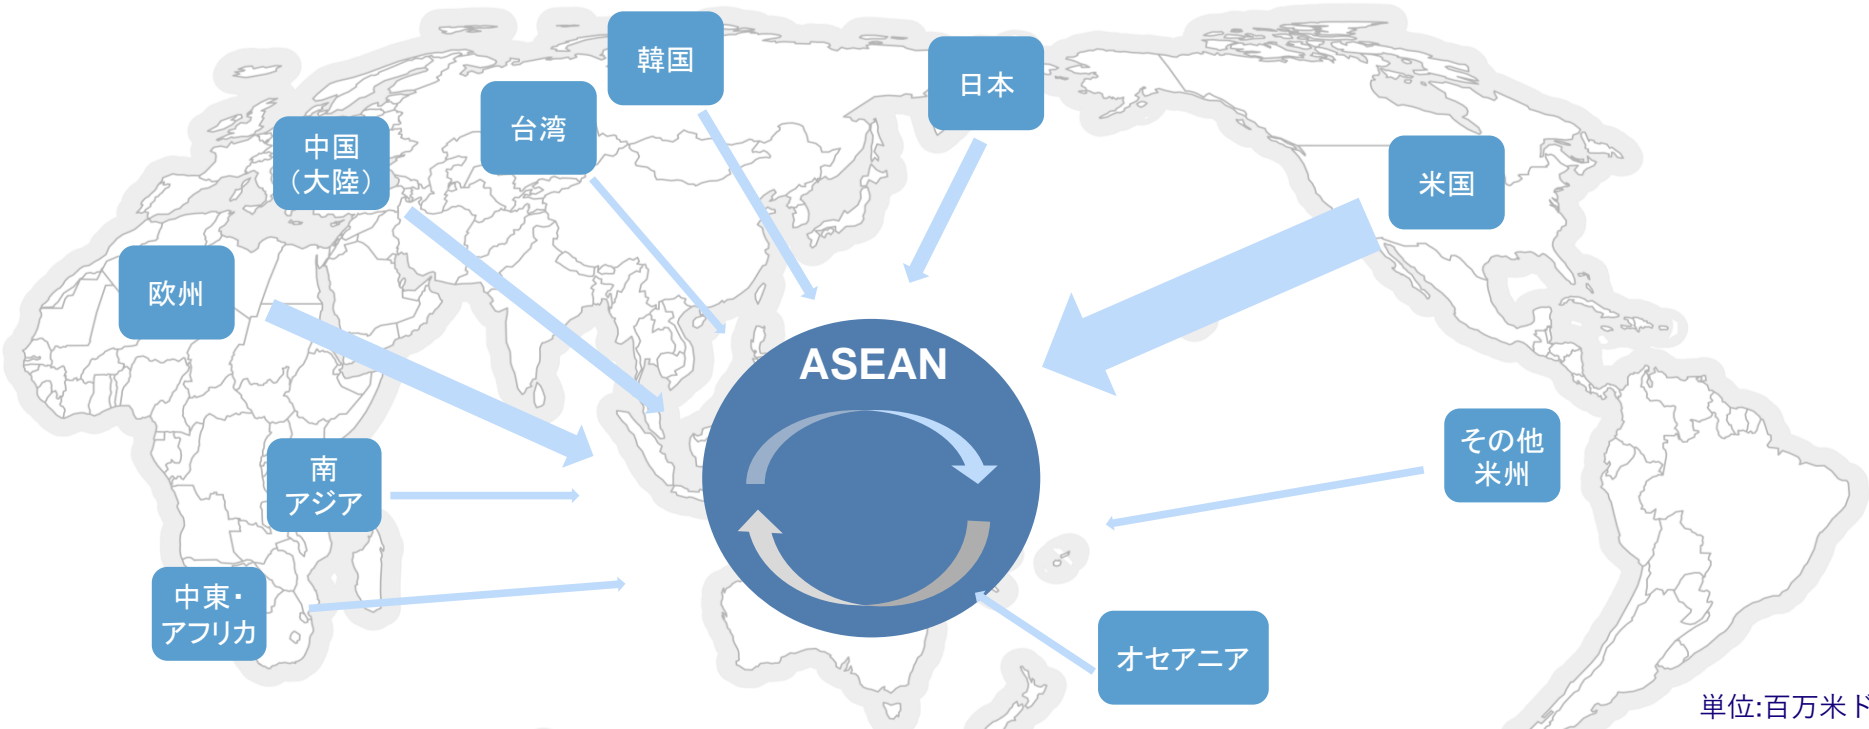 韓国
日本
台湾
中国
（大陸）
米国
欧州
ASEAN
その他
米州
南
アジア
中東・
アフリカ
オセアニア
単位:百万米ド